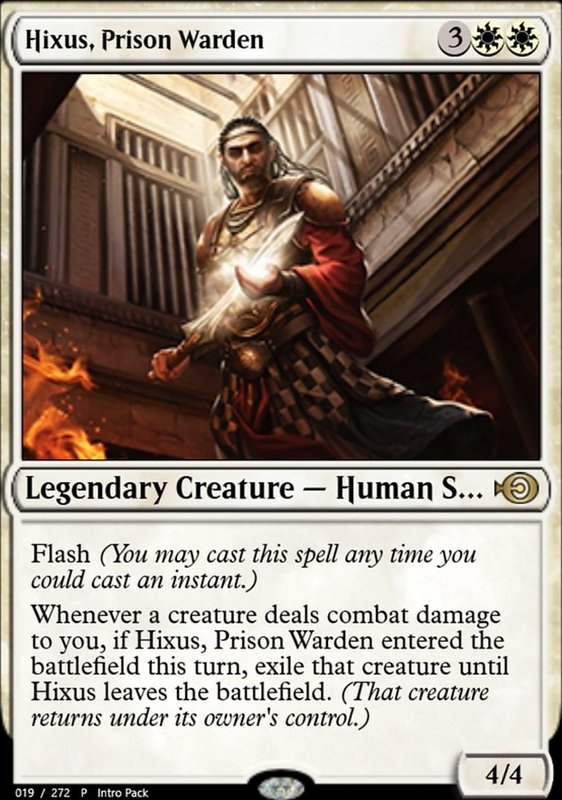 Hixus, Prison Warden 3
Legendary Creature — Human S...
Flash (You may cast this spell any time you
could cast an instant.)
Whenever a creature deals combat damage
to you, if Hixus, Prison Warden entered the
battlefield this turn, exile that creature until
Hixus leaves the battlefield. (That creature
returns under its owner's control.)
4/4
019 / 272 P Intro Pack